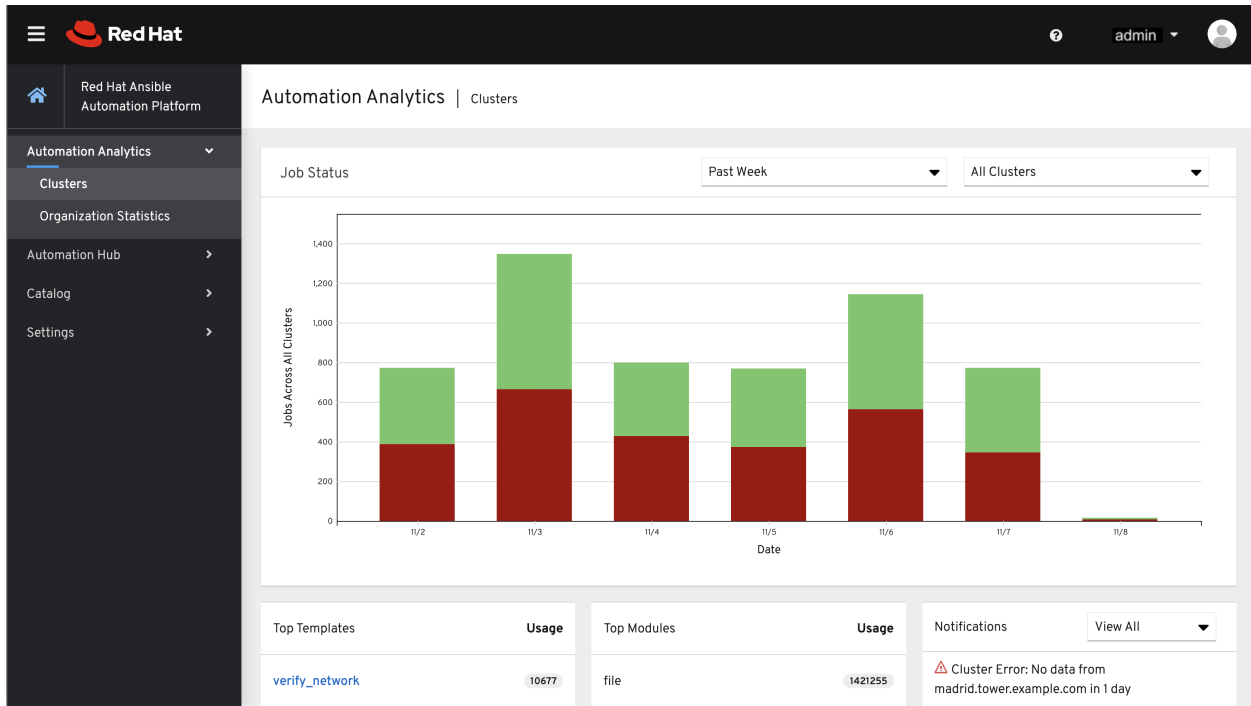 Red Hat
admin
Red Hat Ansible
Automation Platform
Automation Analytics | Clusters
Automation Analytics
Clusters
Organization Statistics
Automation Hub
Catalog
Settings
Job Status
Past Week
All Clusters
Jobs Across All Clusters
1,400
1,200
1,000
800
600
400
200
0
11/2 11/3 11/4 11/5 11/6 11/7 11/8
Date
Top Templates Usage
verify_network 10677
Top Modules Usage
file 1421255
Notifications View All
Cluster Error: No data from
madrid.tower.example.com in 1 day